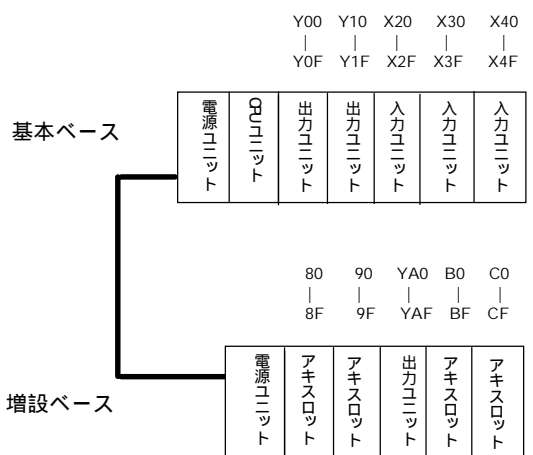 Y00 Y10 X20 X30 X40
| | | | |
Y0F Y1F X2F X3F X4F
基本ベース
電源ユニット
CPUユニット
出力ユニット
出力ユニット
入力ユニット
入力ユニット
入力ユニット
80 90 YA0 B0 C0
| | | | |
8F 9F YAF BF CF
増設ベース
電源ユニット
アキスロット
アキスロット
出力ユニット
アキスロット
アキスロット